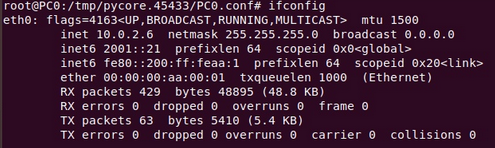 root@PC0:/tmp/pycore.45433/PC0.conf# ifconfig
eth0: flags=4163<UP,BROADCAST,RUNNING,MULTICAST>  mtu 1500
        inet 10.0.2.6  netmask 255.255.255.0  broadcast 0.0.0.0
        inet6 2001::21  prefixlen 64  scopeid 0x0<global>
        inet6 fe80::200:ff:feaa:1  prefixlen 64  scopeid 0x20<link>
        ether 00:00:00:aa:00:01  txqueuelen 1000  (Ethernet)
        RX packets 429  bytes 48895 (48.8 KB)
        RX errors 0  dropped 0  overruns 0  frame 0
        TX packets 63  bytes 5410 (5.4 KB)
        TX errors 0  dropped 0 overruns 0  carrier 0  collisions 0